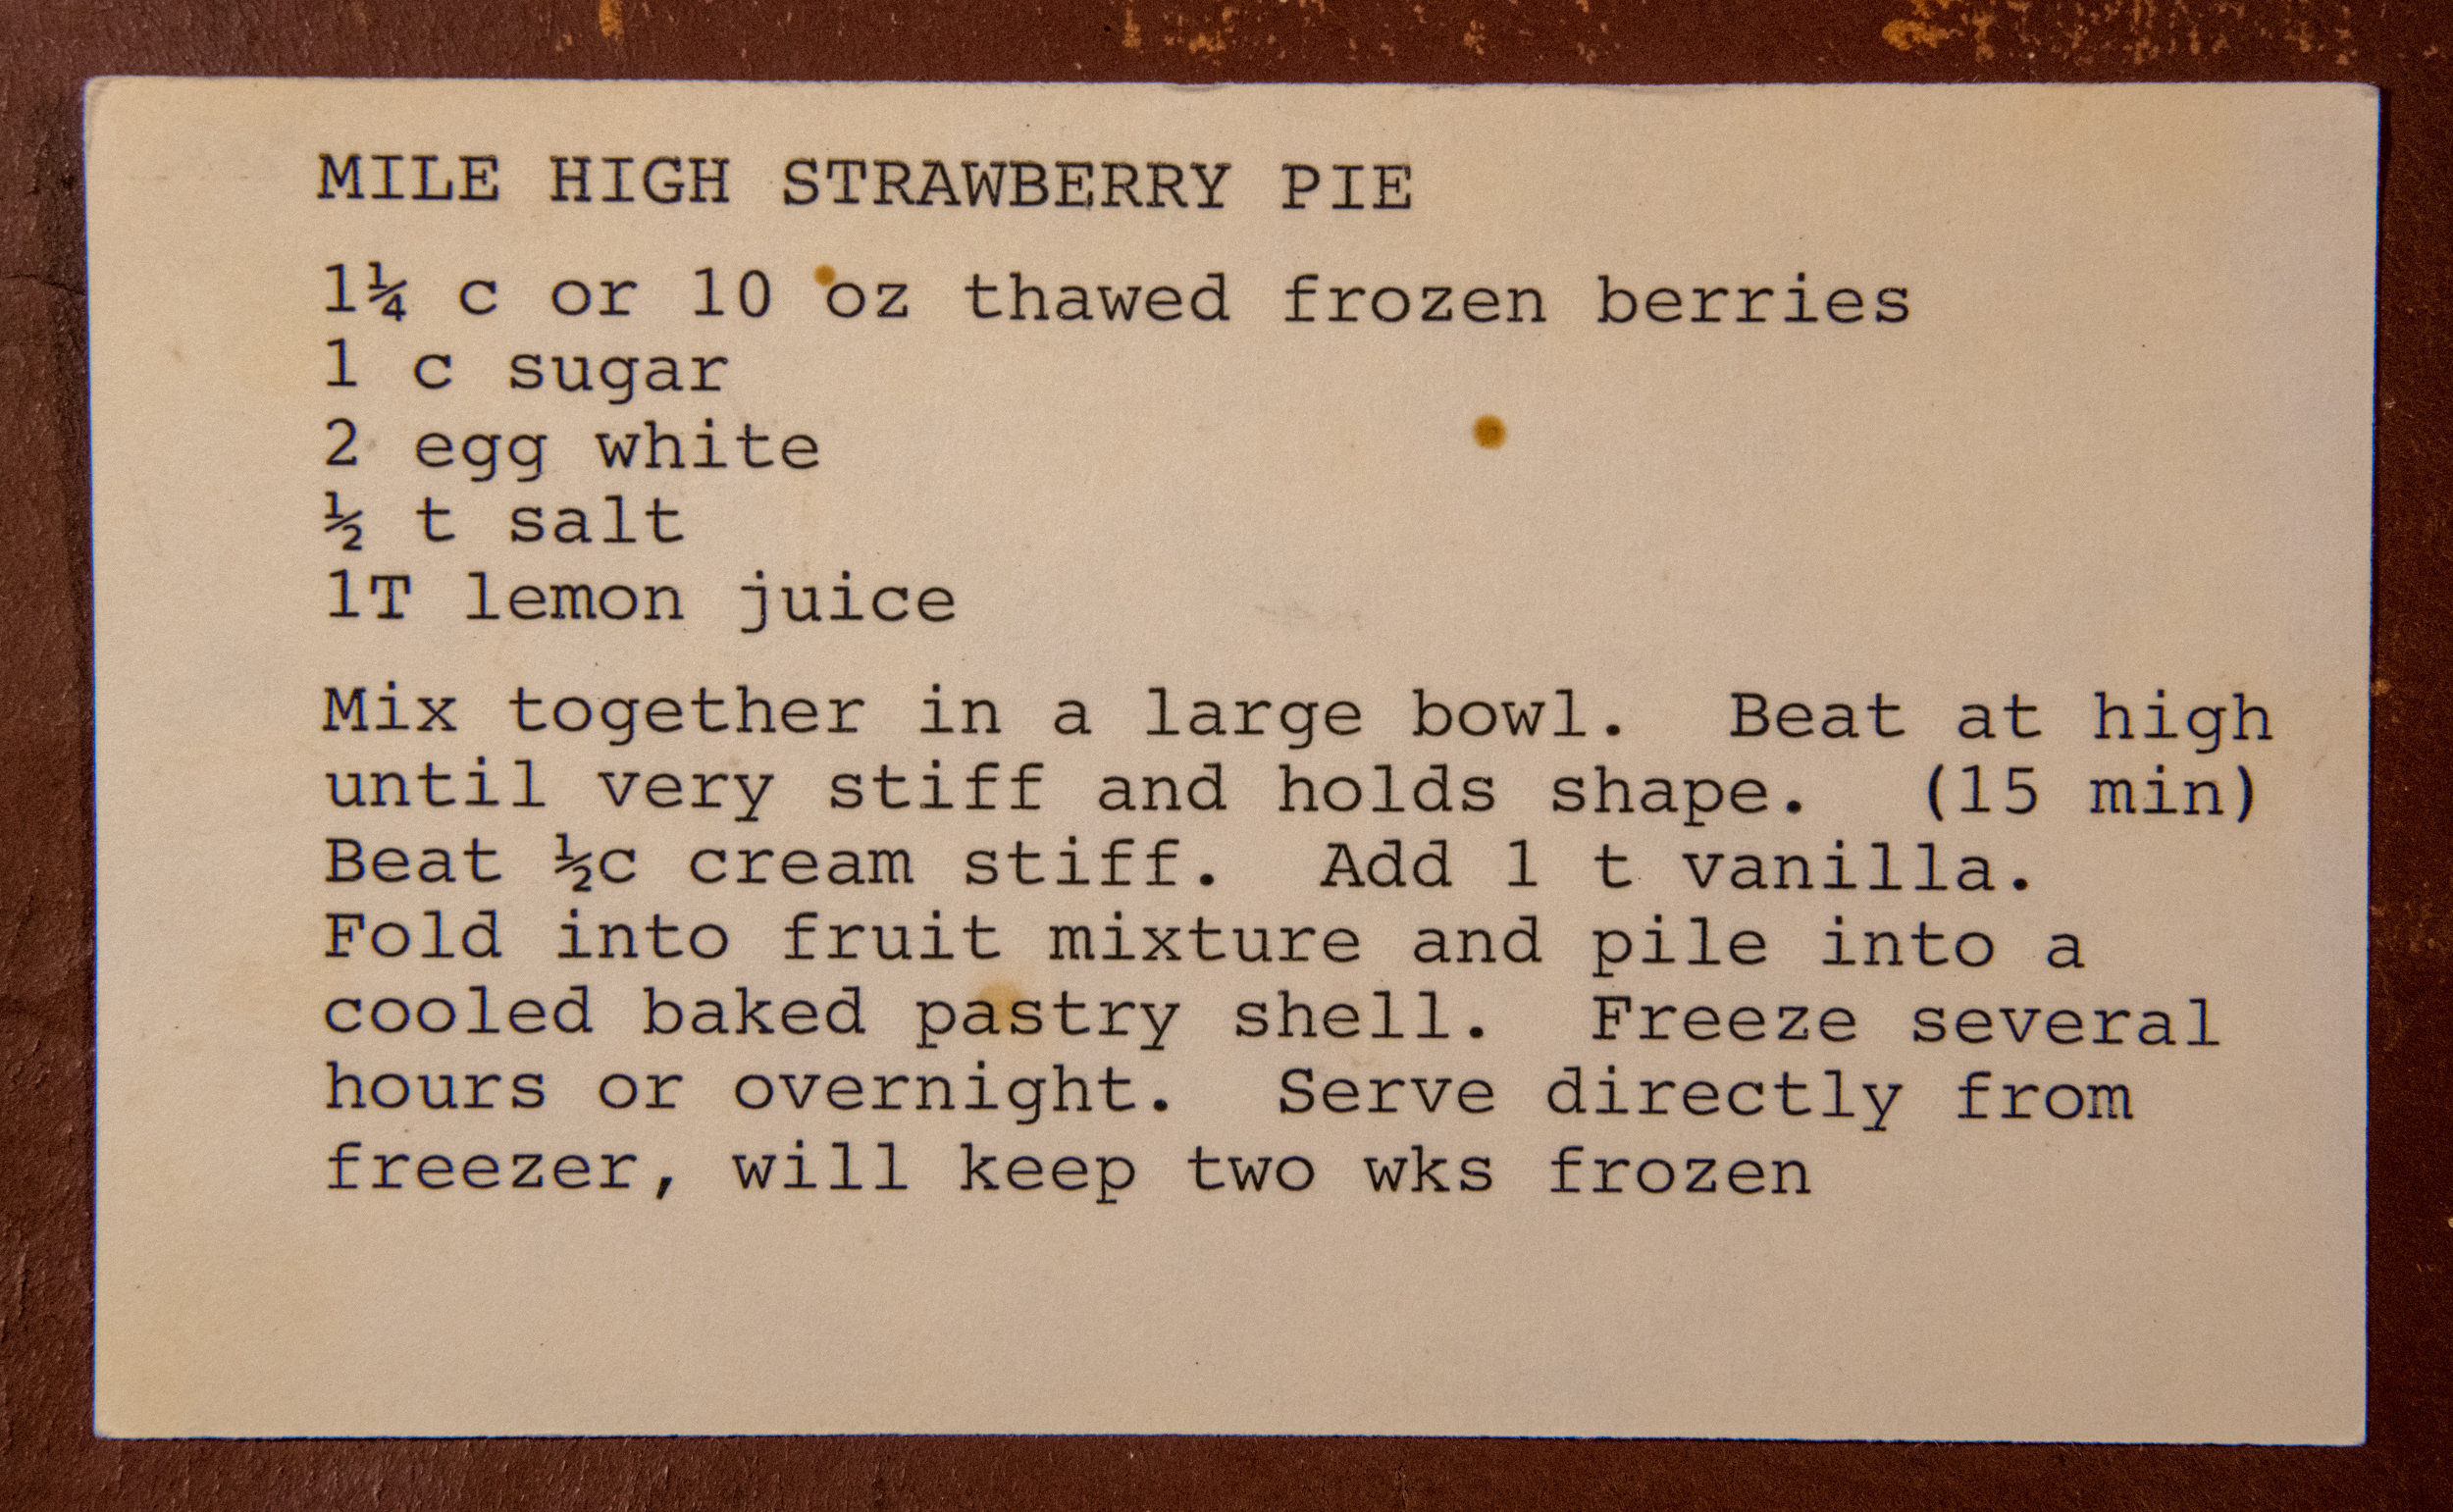 MILE HIGH STRAWBERRY PIE
1¼ c or 10 oz thawed frozen berries
1 c sugar
2 egg white
½ t salt
1T lemon juice
Mix together in a large bowl.  Beat at high
until very stiff and holds shape.  (15 min)
Beat ½c cream stiff.  Add 1 t vanilla.
Fold into fruit mixture and pile into a
cooled baked pastry shell.  Freeze several
hours or overnight.  Serve directly from
freezer, will keep two wks frozen